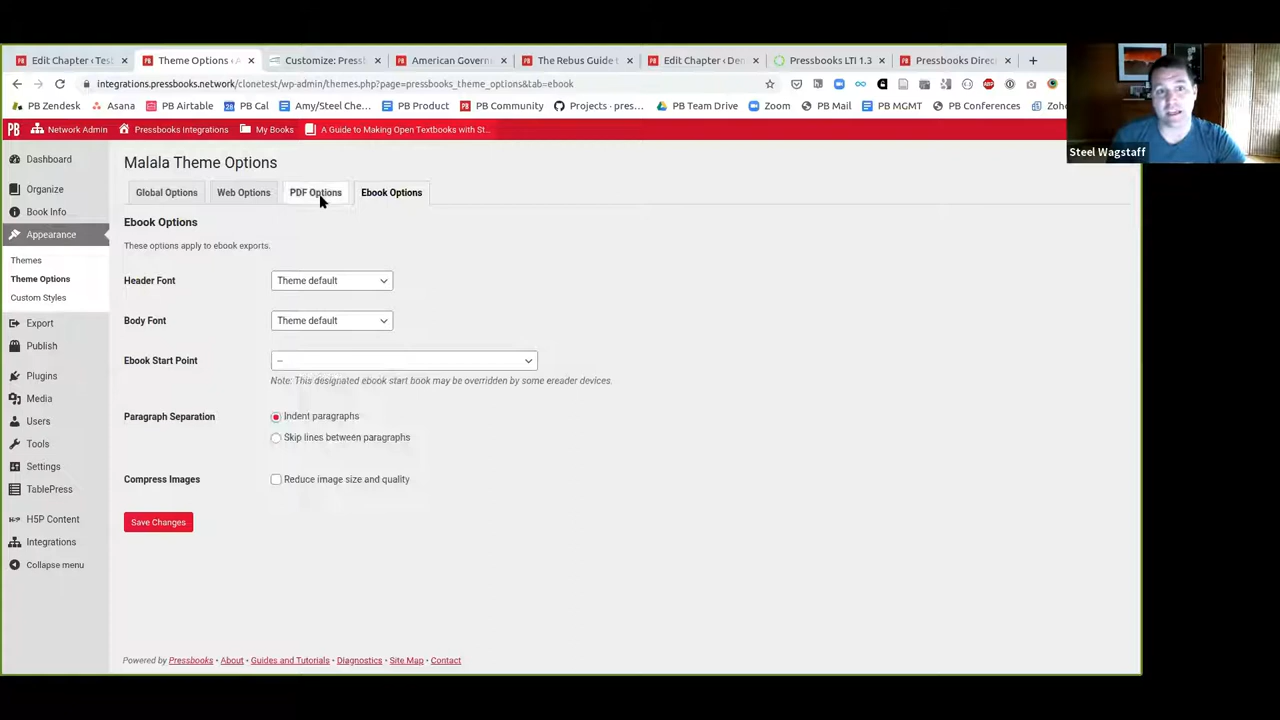 Edit Chapter ‹ Tes
Theme Options ‹ A
Customize: Press!
American Govern
The Rebus Guide t
Edit Chapter ‹ Der
Pressbooks LTI 1.3
Pressbooks Direc
integrations.pressbooks.network/clonetest/wp-admin/themes.php?page=pressbooks_theme_options&tab=ebook
PB Zendesk
Asana
PB Airtable
PB Cal
Amy/Steel Che...
PB Product
PB Community
Projects · pres...
PB Team Drive
Zoom
PB Mail
PB MGMT
PB Conferences
Zoho
Steel Wagstaff
PB
Network Admin
Pressbooks Integrations
My Books
A Guide to Making Open Textbooks with St...
Dashboard
Organize
Book Info
Appearance
Themes
Theme Options
Custom Styles
Export
Publish
Plugins
Media
Users
Tools
Settings
TablePress
H5P Content
Integrations
Collapse menu
Malala Theme Options
Global Options
Web Options
PDF Options
Ebook Options
Ebook Options
These options apply to ebook exports.
Header Font
Theme default
Body Font
Theme default
Ebook Start Point
--
Note: This designated ebook start book may be overridden by some ereader devices.
Paragraph Separation
Indent paragraphs
Skip lines between paragraphs
Compress Images
Reduce image size and quality
Save Changes
Powered by Pressbooks • About • Guides and Tutorials • Diagnostics • Site Map • Contact